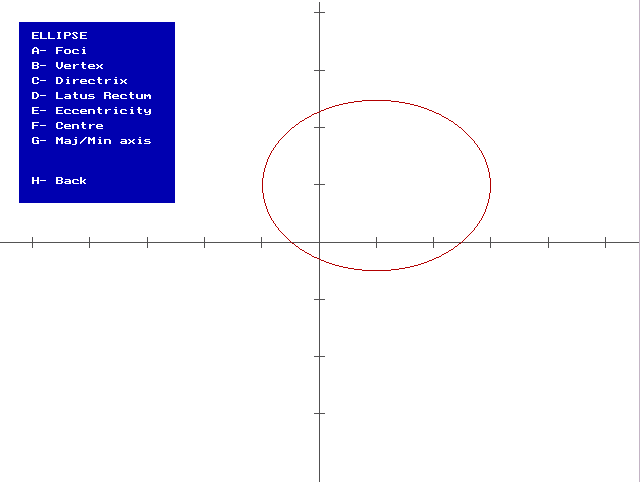 ELLIPSE
A- Foci
B- Vertex
C- Directrix
D- Latus Rectum
E- Eccentricity
F- Centre
G- Maj/Min axis
H- Back